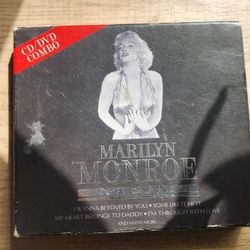 CD/DVD
COMBO
MARILYN
MONROE
I WANNA BE LOVED BY YOU • SOME LIKE IT HOT
MY HEART BELONGS TO DADDY • I'M THROUGH WITH LOVE
AND MANY MORE